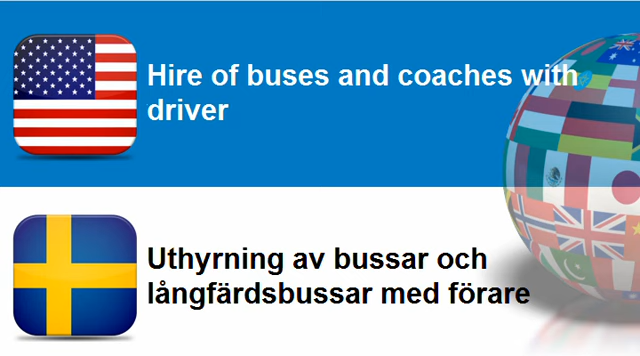 Hire of buses and coaches with
driver
Uthyrning av bussar och
långfärdsbussar med förare